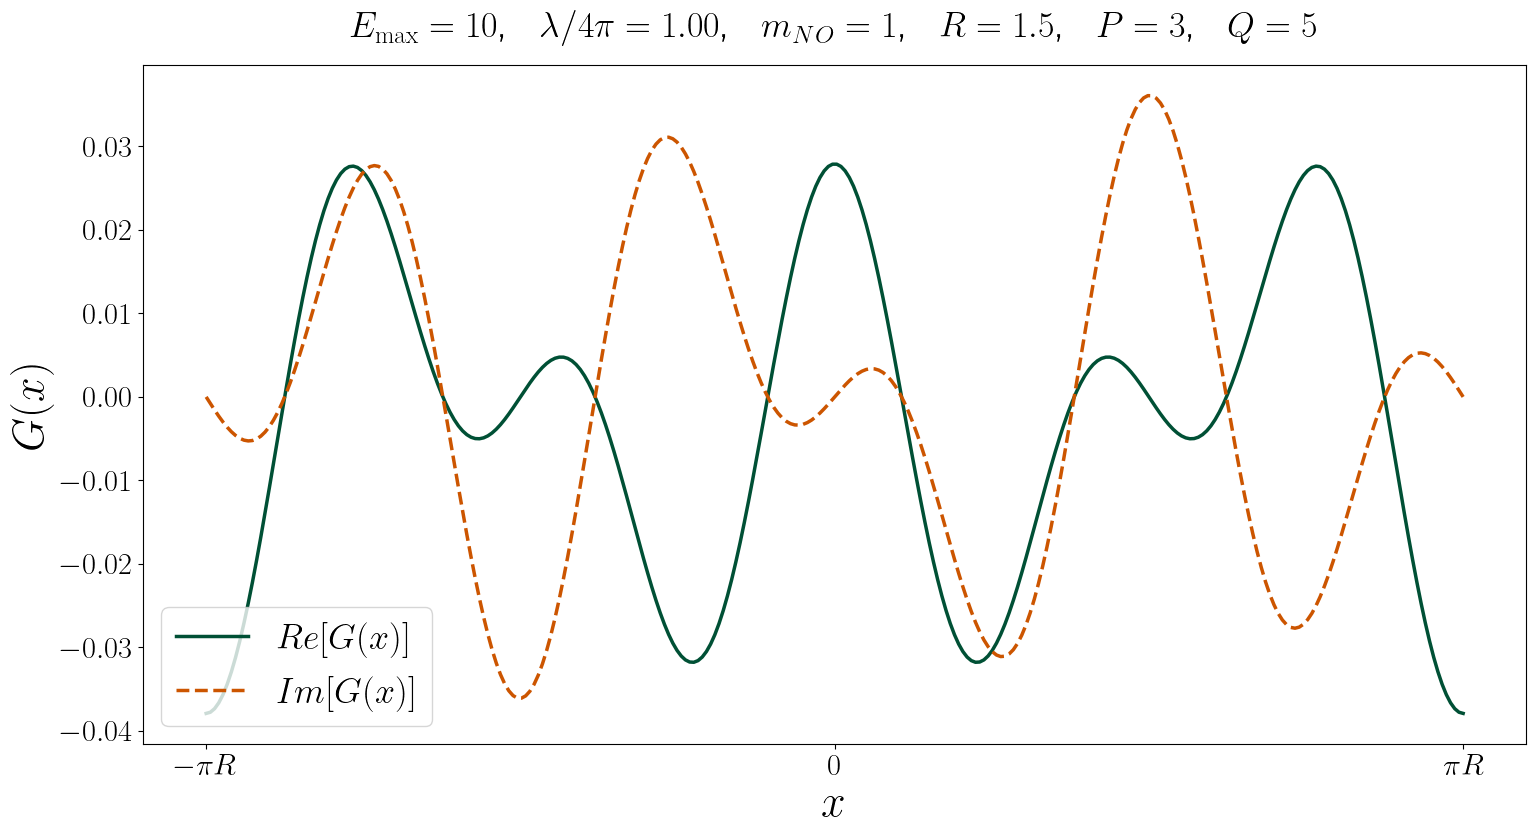 E_max = 10, λ/4π = 1.00, m_NO = 1, R = 1.5, P = 3, Q = 5
G(x)
0.03
0.02
0.01
0.00
−0.01
−0.02
−0.03
−0.04
Re[G(x)]
Im[G(x)]
−πR
0
πR
x